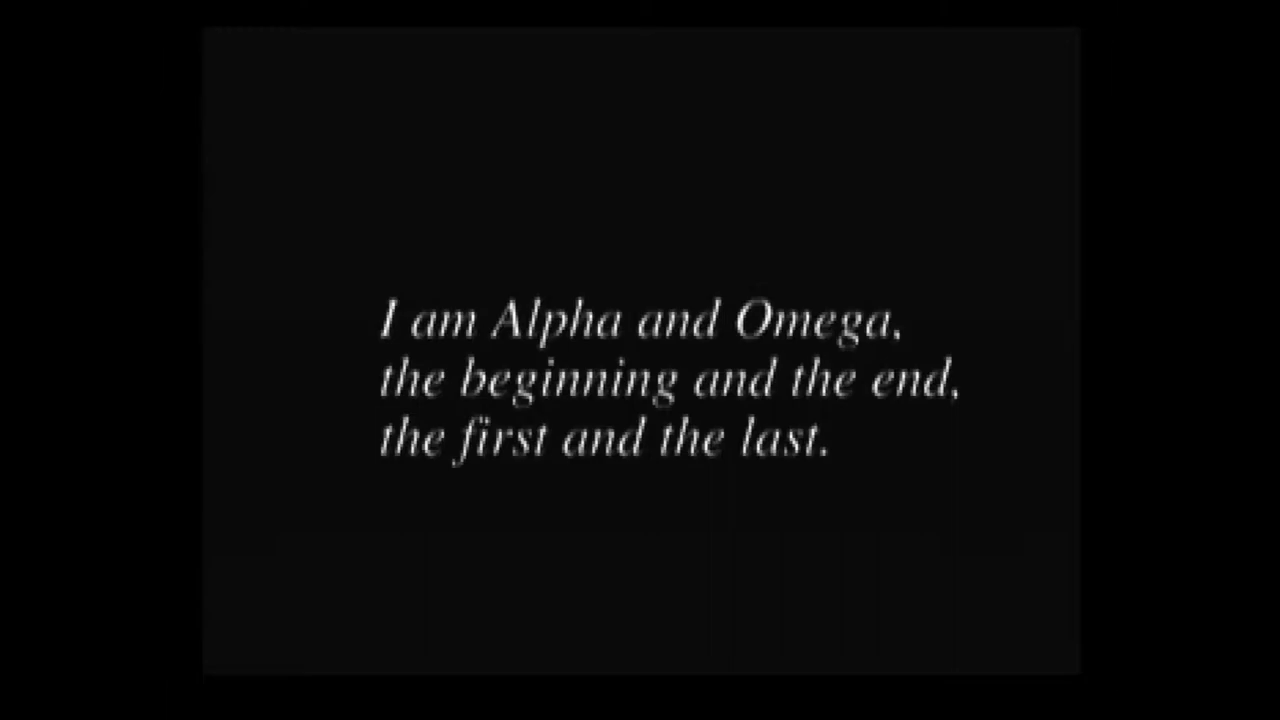 I am Alpha and Omega,
the beginning and the end,
the first and the last.